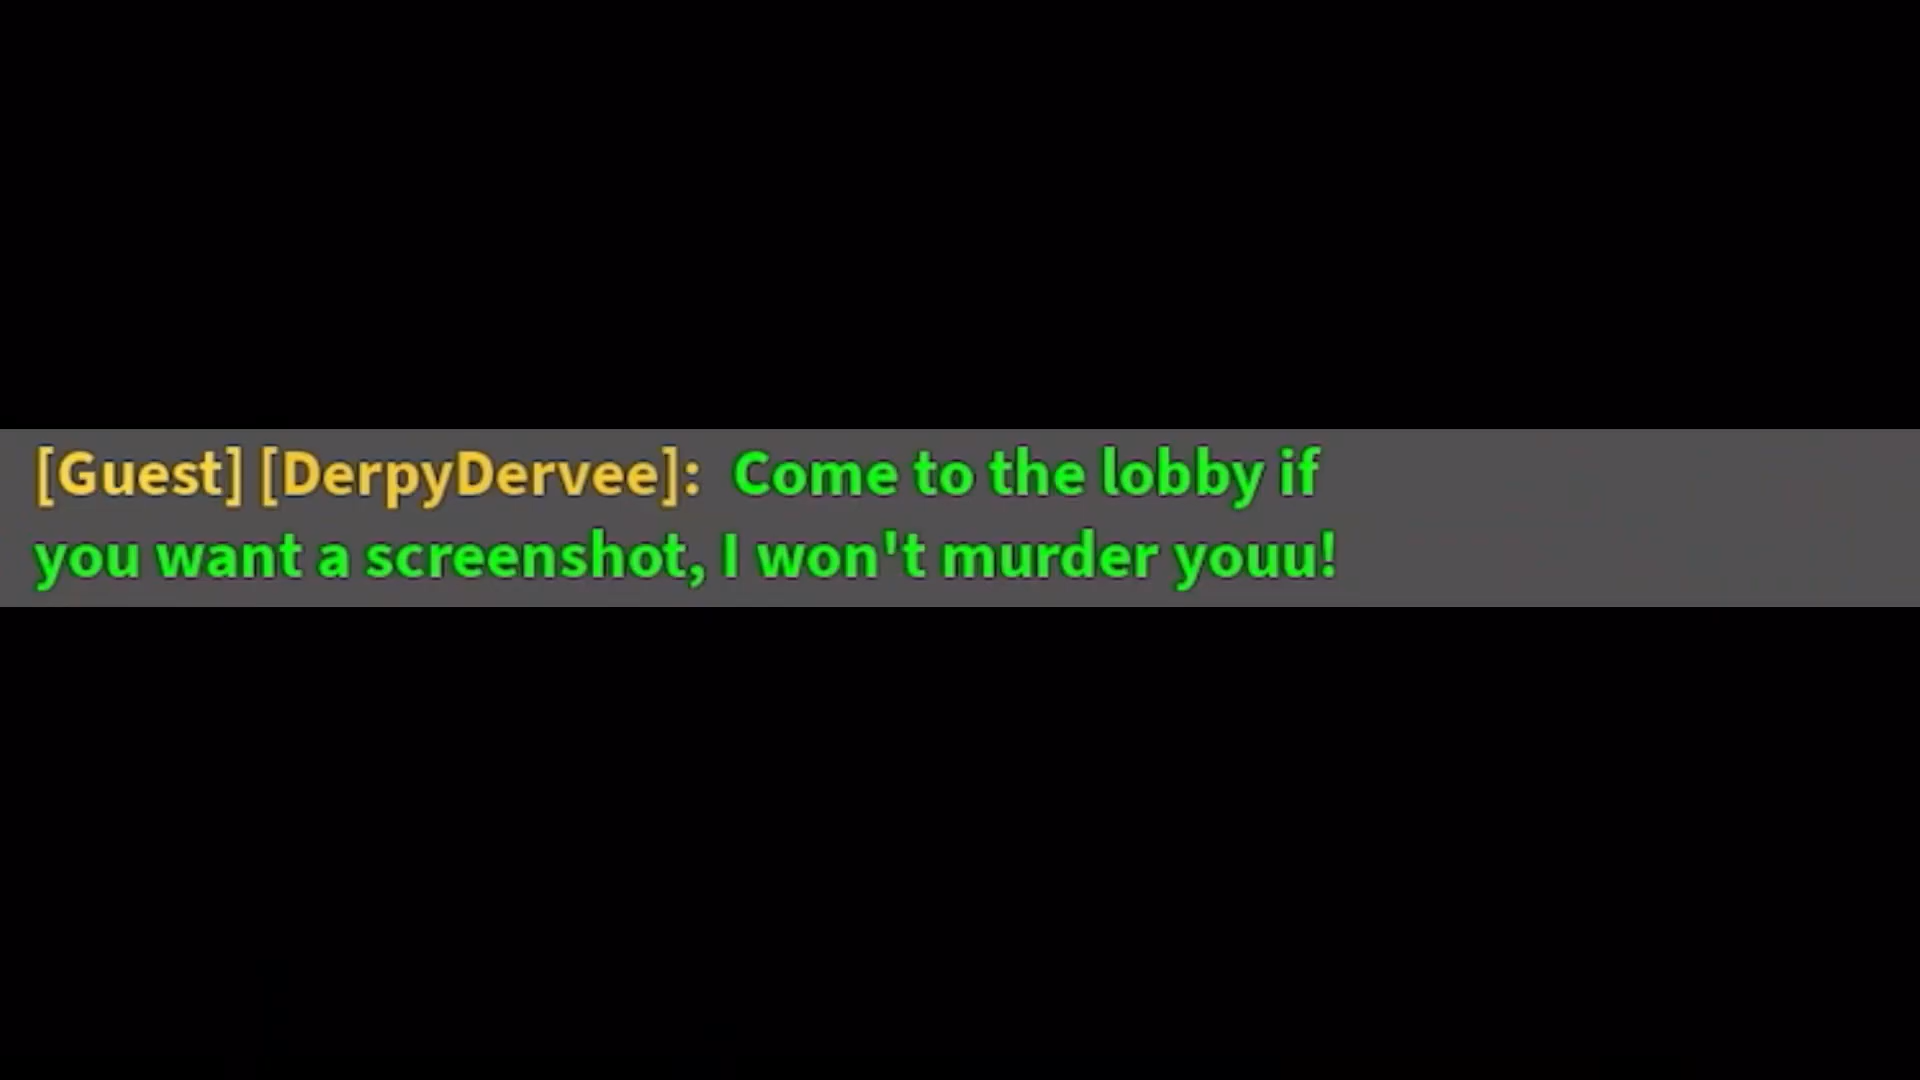 [Guest] [DerpyDervee]: Come to the lobby if
you want a screenshot, I won't murder youu!